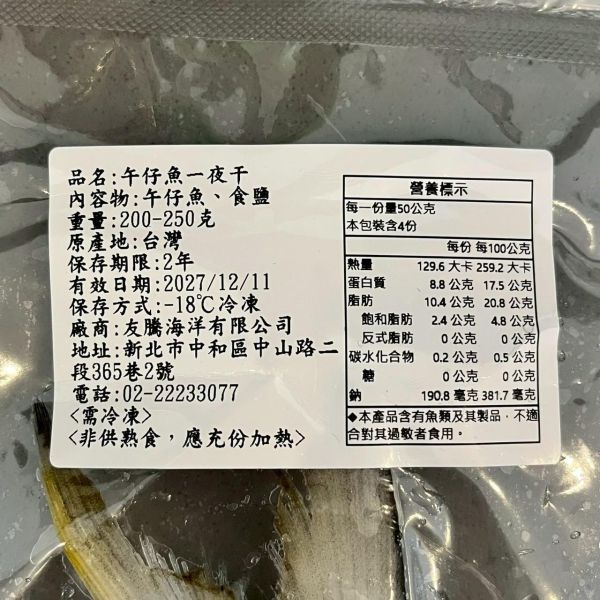 品名:午仔魚一夜干
內容物:午仔魚、食鹽
重量:200-250克
原產地:台灣
保存期限:2年
有效日期:2027/12/11
保存方式:-18℃冷凍
廠商:友騰海洋有限公司
地址:新北市中和區中山路二
段365巷2號
電話:02-22233077
<需冷凍>
<非供熟食，應充份加熱>
營養標示
每一份量50公克
本包裝含4份
每份 每100公克
熱量 129.6 大卡 259.2 大卡
蛋白質 8.8 公克 17.5 公克
脂肪 10.4 公克 20.8 公克
飽和脂肪 2.4 公克 4.8 公克
反式脂肪 0 公克 0 公克
碳水化合物 0.2 公克 0.5 公克
糖 0 公克 0 公克
鈉 190.8 毫克 381.7 毫克
◆本產品含有魚類及其製品，不適
合對其過敏者食用。